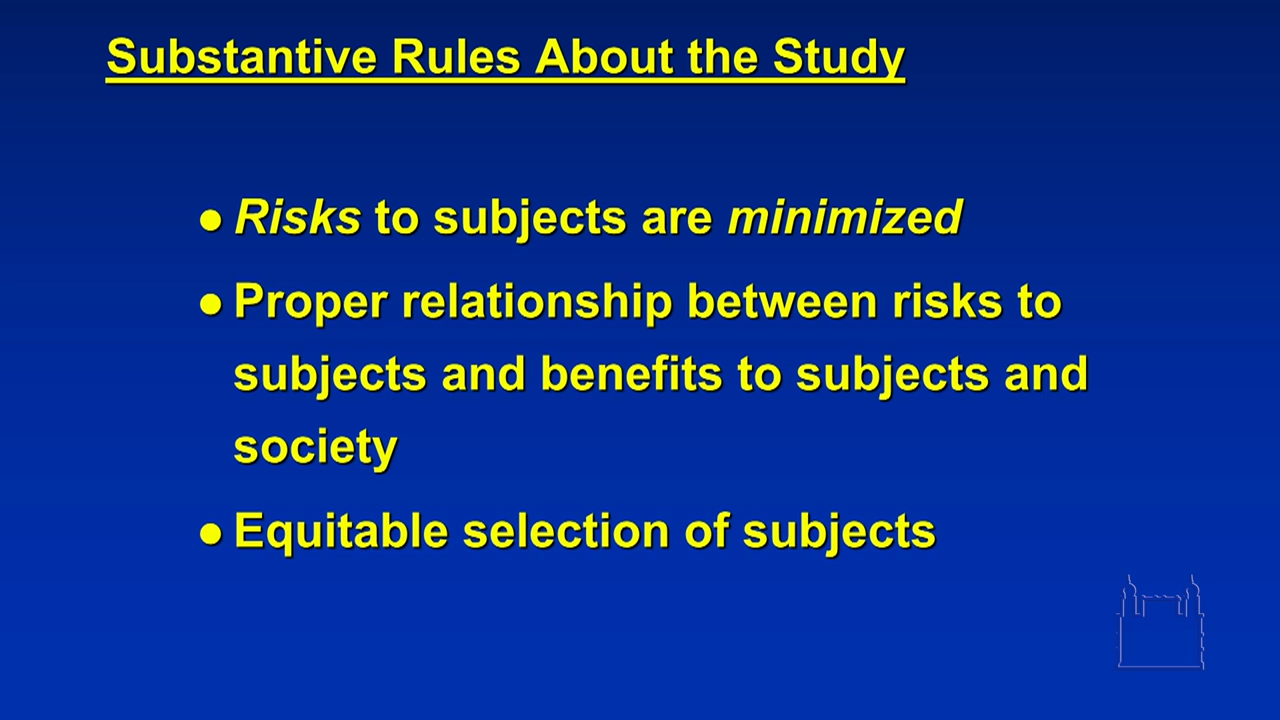 Substantive Rules About the Study
● Risks to subjects are minimized
● Proper relationship between risks to
subjects and benefits to subjects and
society
● Equitable selection of subjects